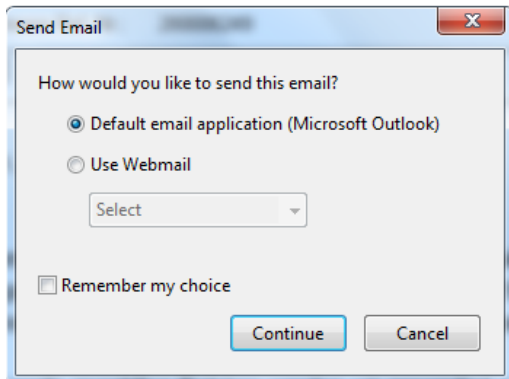 Send Email
How would you like to send this email?
Default email application (Microsoft Outlook)
Use Webmail
Select
Remember my choice
Continue Cancel